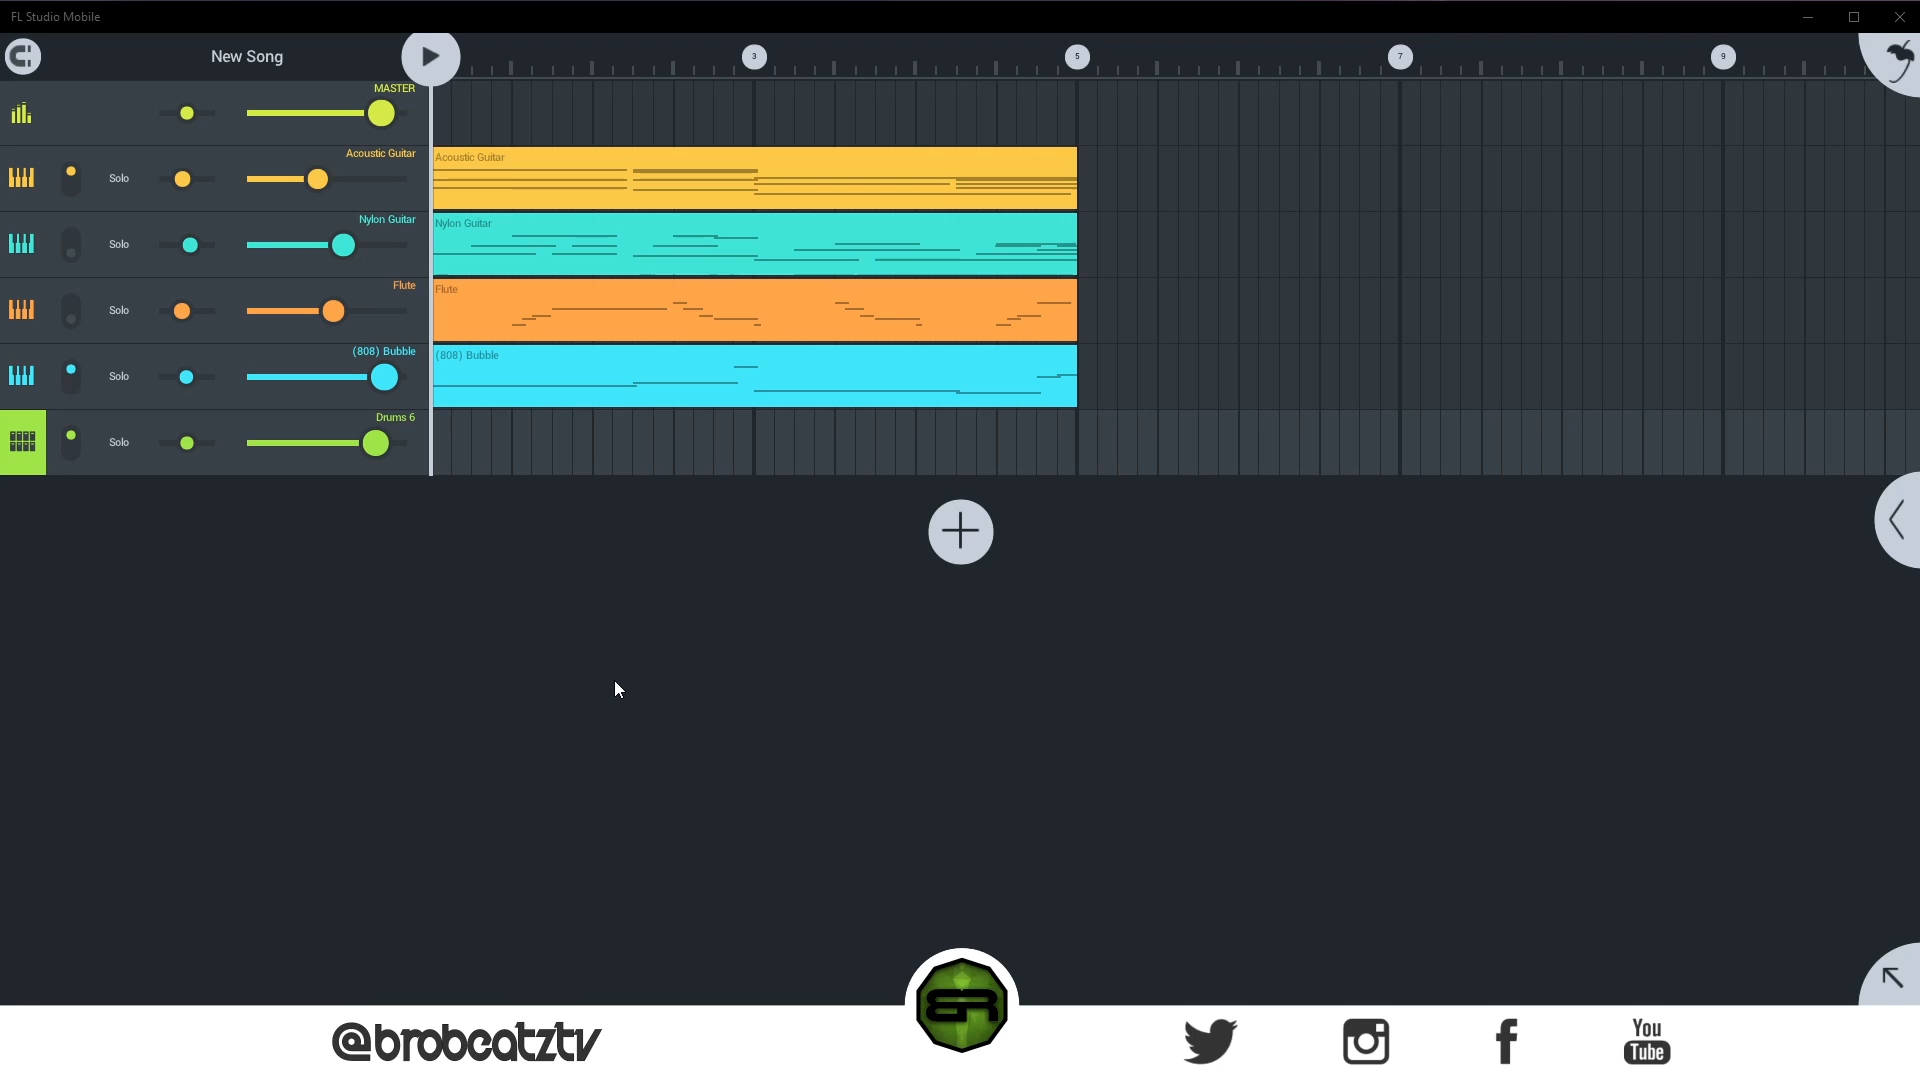 FL Studio Mobile
New Song
3
5
7
9
MASTER
Acoustic Guitar
Solo
Acoustic Guitar
Nylon Guitar
Solo
Nylon Guitar
Flute
Solo
Flute
(808) Bubble
Solo
(808) Bubble
Drums 6
Solo
@brobeatztv
You
Tube